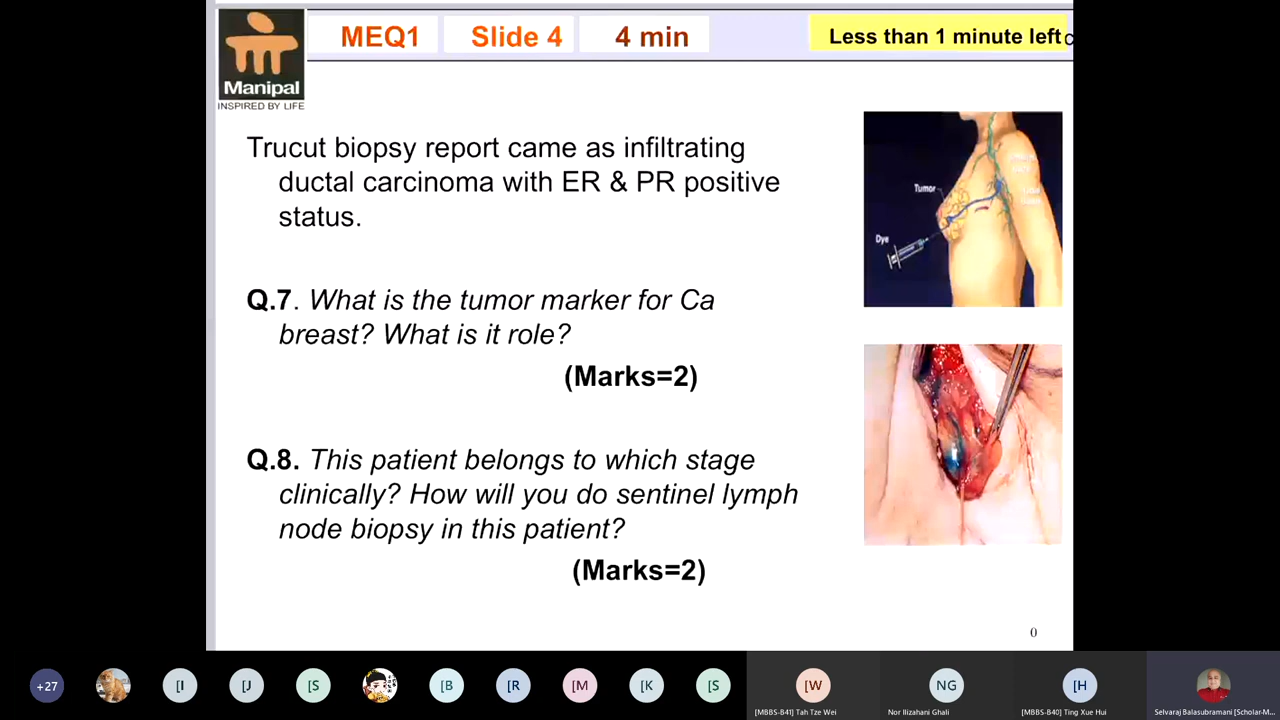 MEQ1
Slide 4
4 min
Less than 1 minute left
Manipal
INSPIRED BY LIFE
Trucut biopsy report came as infiltrating
ductal carcinoma with ER & PR positive
status.
Tumor
Dye
Q.7. What is the tumor marker for Ca
breast? What is it role?
(Marks=2)
Q.8. This patient belongs to which stage
clinically? How will you do sentinel lymph
node biopsy in this patient?
(Marks=2)
0
+27
[I
[J
[S
[B
[R
[M
[K
[S
[W
NG
[H
[MBBS-B41] Tah Tze Wei
Nor Ilizahani Ghali
[MBBS-B40] Ting Xue Hui
Selvaraj Balasubramani [Scholar-M...